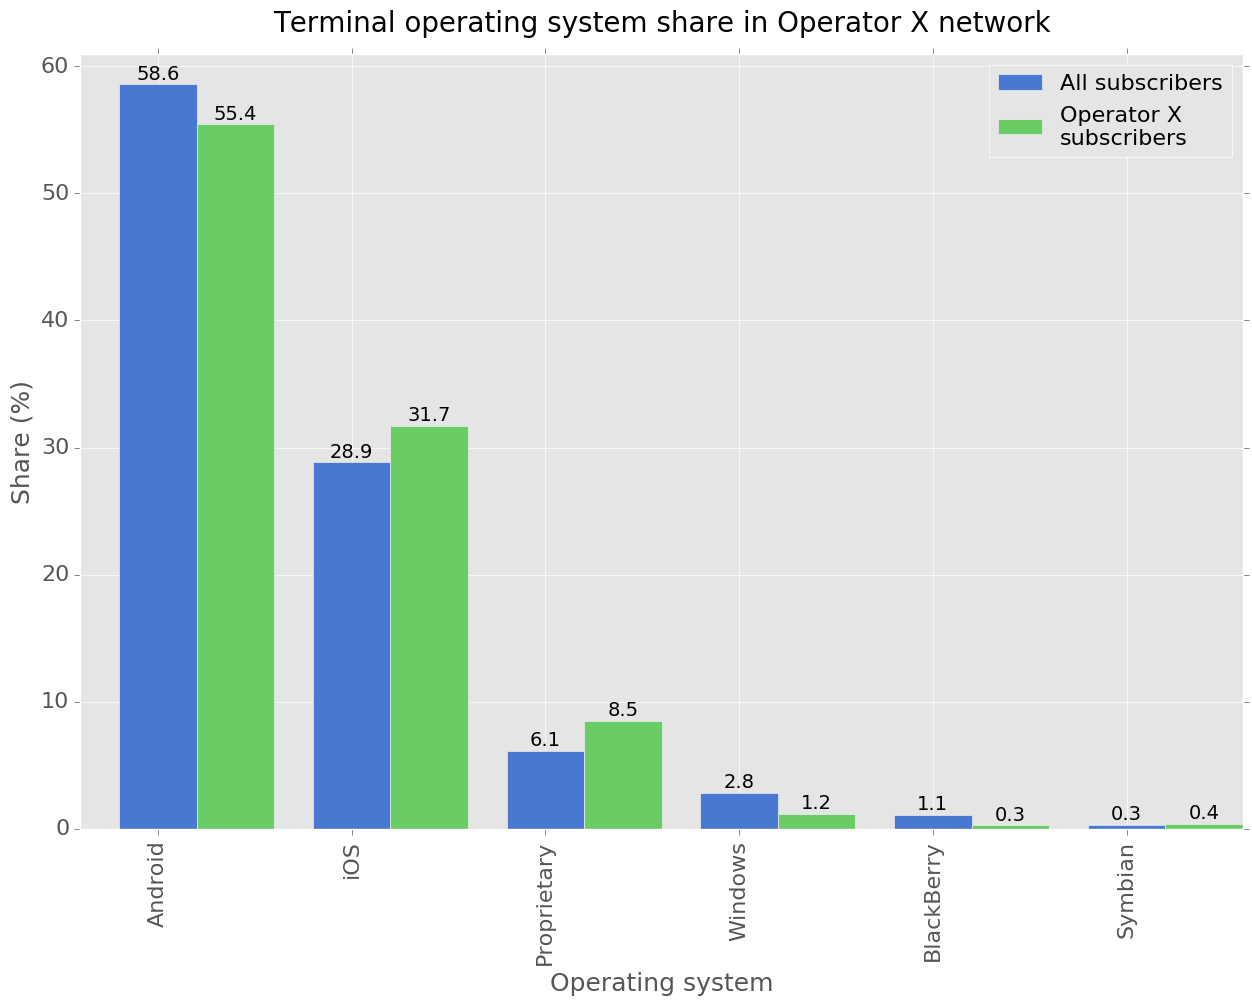 Terminal operating system share in Operator X network
All subscribers
Operator X
subscribers
60
50
40
30
20
10
0
Share (%)
58.6
55.4
28.9
31.7
6.1
8.5
2.8
1.2
1.1
0.3
0.3
0.4
Android
iOS
Proprietary
Windows
BlackBerry
Symbian
Operating system